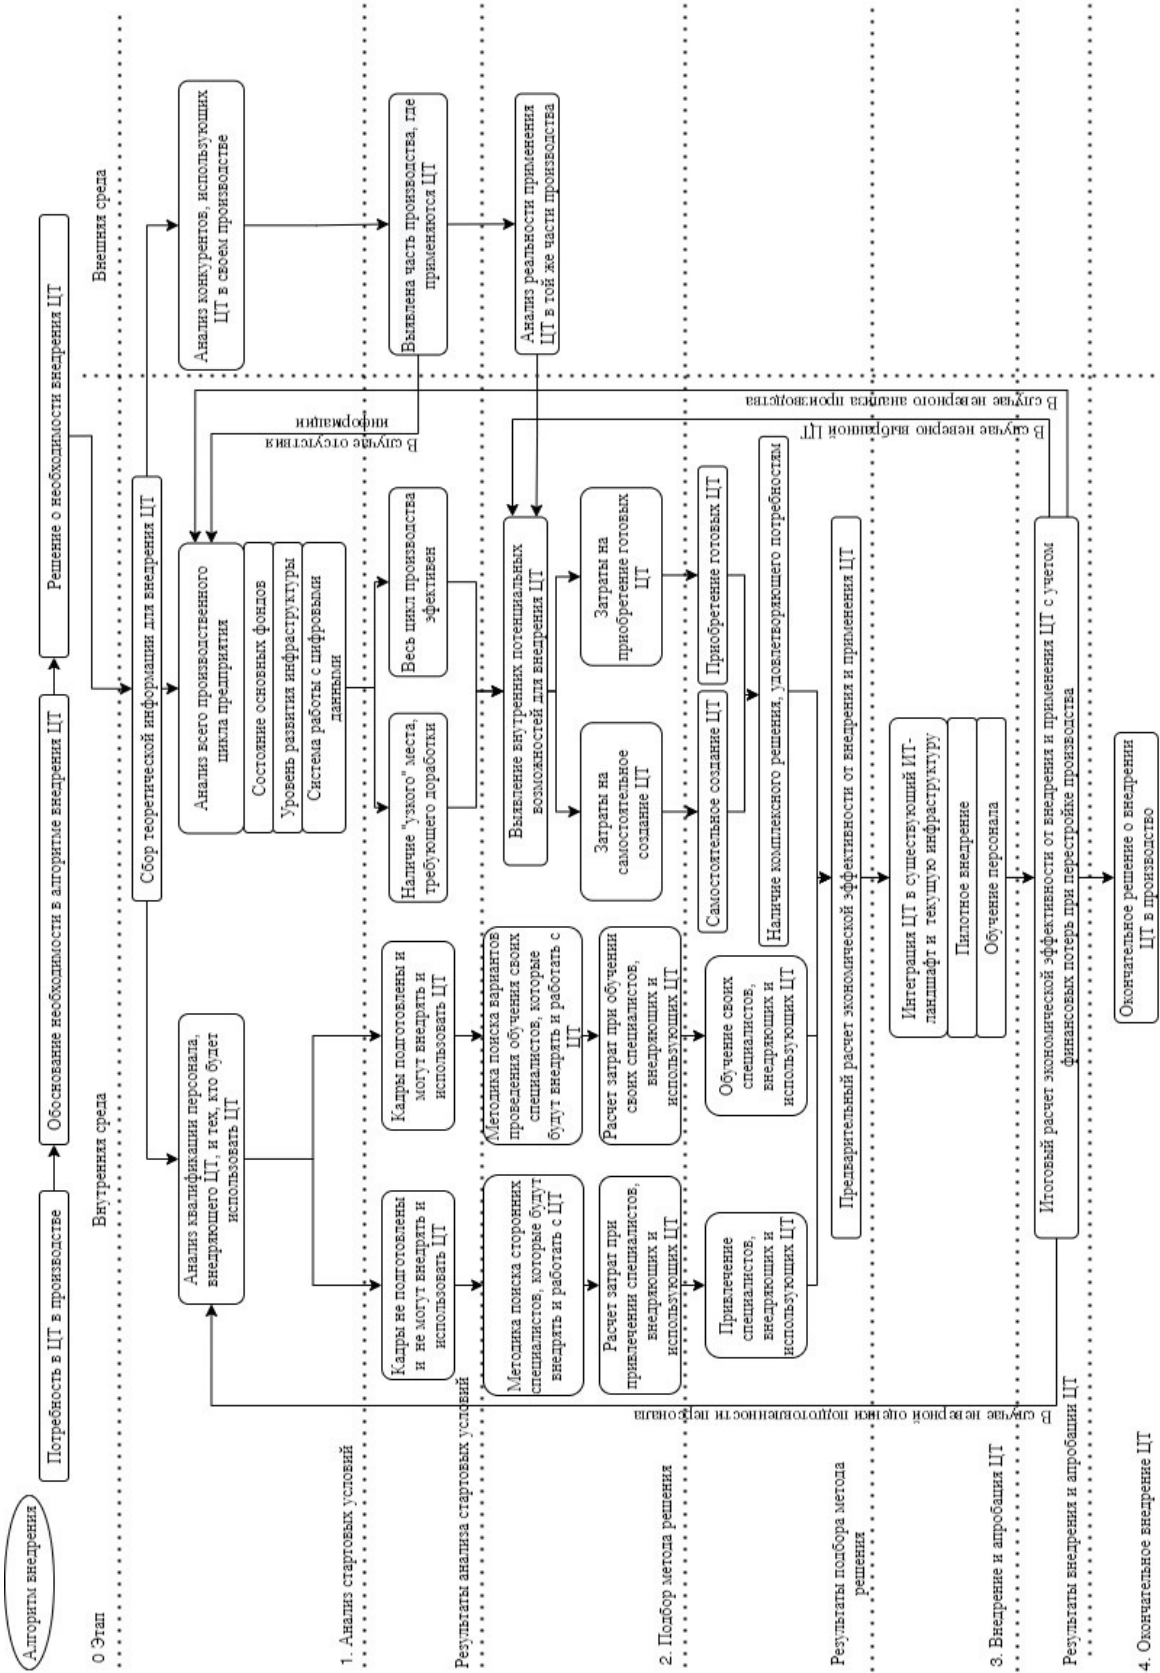 Алгоритм внедрения
Потребность в ЦТ в производстве
Обоснование необходимости в алгоритме внедрения ЦТ
Решение о необходимости внедрения ЦТ
0 Этап
Внутренняя среда
Внешняя среда
Сбор теоретической информации для внедрения ЦТ
Анализ квалификации персонала,
внедряющего ЦТ, и тех, кто будет
использовать ЦТ
Анализ всего производственного
цикла предприятия
Состояние основных фондов
Уровень развития инфраструктуры
Система работы с цифровыми
данными
Анализ конкурентов, использующих
ЦТ в своем производстве
1. Анализ стартовых условий
В случае отсутствия
информации
Кадры не подготовлены
и не могут внедрять и
использовать ЦТ
Кадры подготовлены и
могут внедрять и
использовать ЦТ
Наличие "узкого" места,
требующего доработки
Весь цикл производства
эфективен
Выявлена часть производства, где
применяются ЦТ
Результаты анализа стартовых условий
Методика поиска сторонних
специалистов, которые будут
внедрять и работать с ЦТ
Методика поиска вариантов
проведения обучения своих
специалистов, которые
будут внедрять и работать с
ЦТ
Выявление внутренних потенциальных
возможностей для внедрения ЦТ
Анализ реальности применения
ЦТ в той же части производства
Расчет затрат при
привлечении специалистов,
внедряющих и
использующих ЦТ
Расчет затрат при обучении
своих специалистов,
внедряющих и
использующих ЦТ
Затраты на
самостоятельное
создание ЦТ
Затраты на
приобретение готовых
ЦТ
2. Подбор метода решения
Привлечение
специалистов,
внедряющих и
использующих ЦТ
Обучение своих
специалистов,
внедряющих и
использующих ЦТ
Самостоятельное создание ЦТ
Приобретение готовых ЦТ
Наличие комплексного решения, удовлетворяющего потребностям
Результаты подбора метода
решения
Предварительный расчет экономической эффективности от внедрения и применения ЦТ
Интеграция ЦТ в существующий ИТ-
ландшафт и текущую инфраструктуру
Пилотное внедрение
Обучение персонала
3. Внедрение и апробация ЦТ
В случае неверной оценки подготовленности персонала
В случае неверно выбранной ЦТ
В случае неверного анализа производства
Итоговый расчет экономической эффективности от внедрения и применения ЦТ с учетом
финансовых потерь при перестройке производства
Результаты внедрения и апробации ЦТ
Окончательное решение о внедрении
ЦТ в производство
4. Окончательное внедрение ЦТ